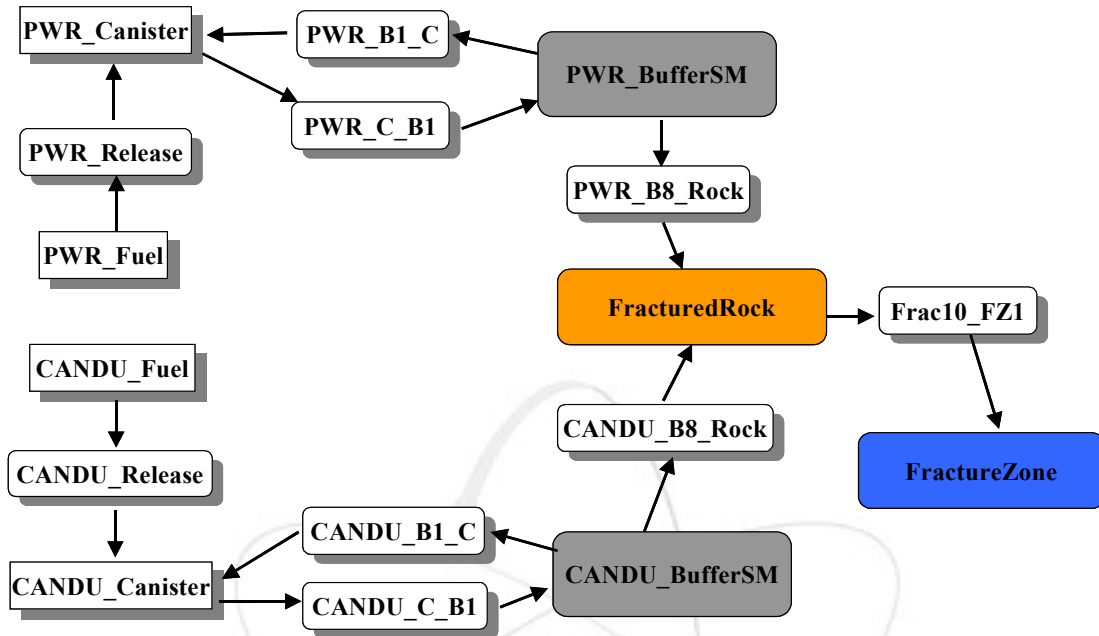 PWR_Canister
PWR_B1_C
PWR_BufferSM
PWR_C_B1
PWR_Release
PWR_B8_Rock
PWR_Fuel
FracturedRock
Frac10_FZ1
CANDU_Fuel
CANDU_B8_Rock
CANDU_Release
FractureZone
CANDU_B1_C
CANDU_BufferSM
CANDU_Canister
CANDU_C_B1